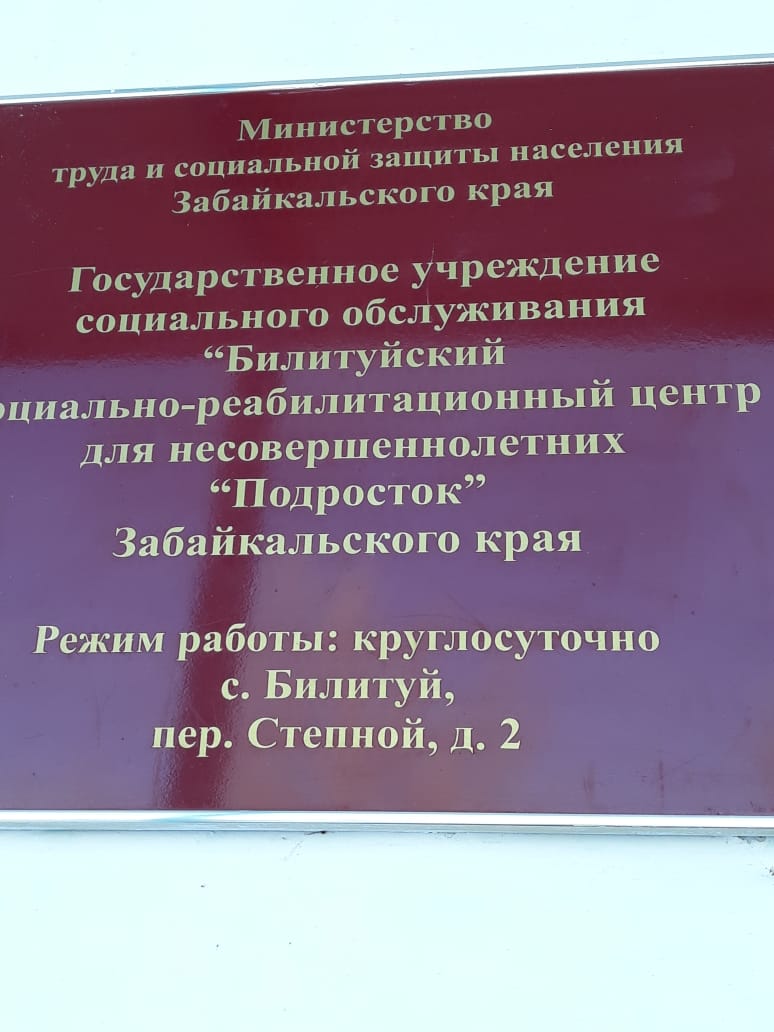 Министерство
труда и социальной защиты населения
Забайкальского края
Государственное учреждение
социального обслуживания
“Билитуйский
оциально-реабилитационный центр
для несовершеннолетних
“Подросток”
Забайкальского края
Режим работы: круглосуточно
с. Билитуй,
пер. Степной, д. 2